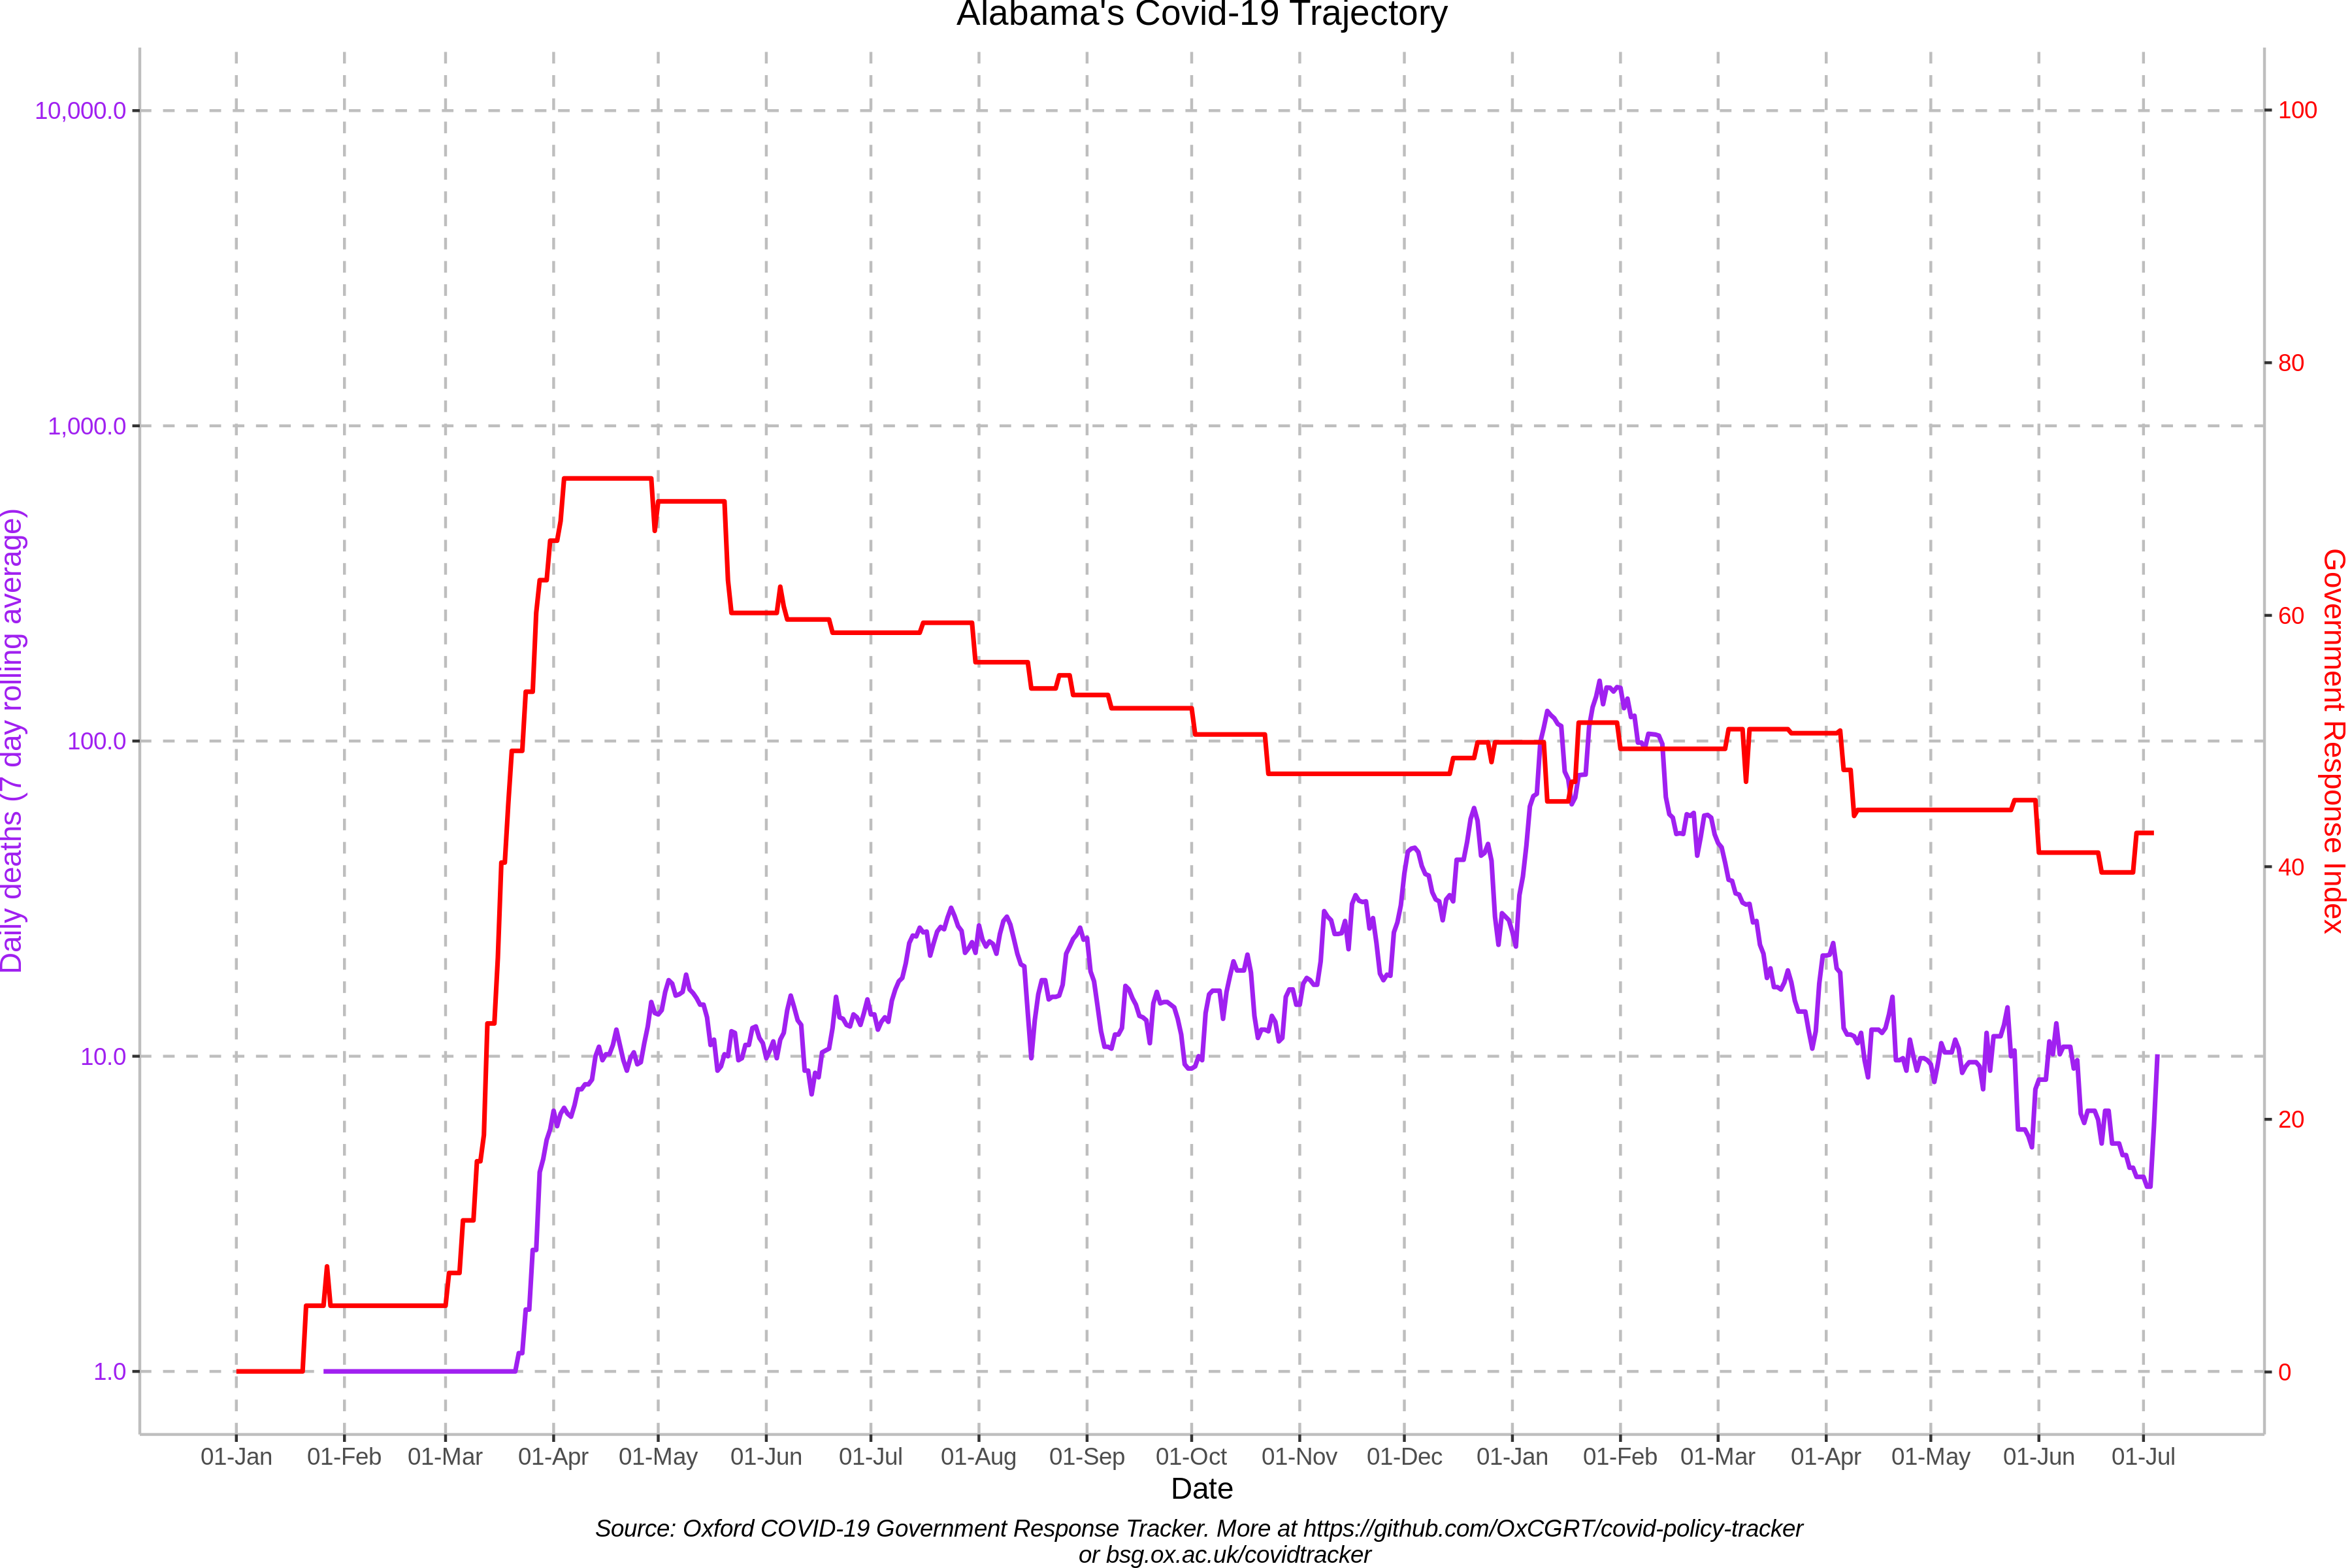 Alabama's Covid-19 Trajectory
10,000.0
1,000.0
100.0
10.0
1.0
Daily deaths (7 day rolling average)
100
80
60
40
20
0
Government Response Index
01-Jan 01-Feb 01-Mar 01-Apr 01-May 01-Jun 01-Jul 01-Aug 01-Sep 01-Oct 01-Nov 01-Dec 01-Jan 01-Feb 01-Mar 01-Apr 01-May 01-Jun 01-Jul
Date
Source: Oxford COVID-19 Government Response Tracker. More at https://github.com/OxCGRT/covid-policy-tracker
or bsg.ox.ac.uk/covidtracker